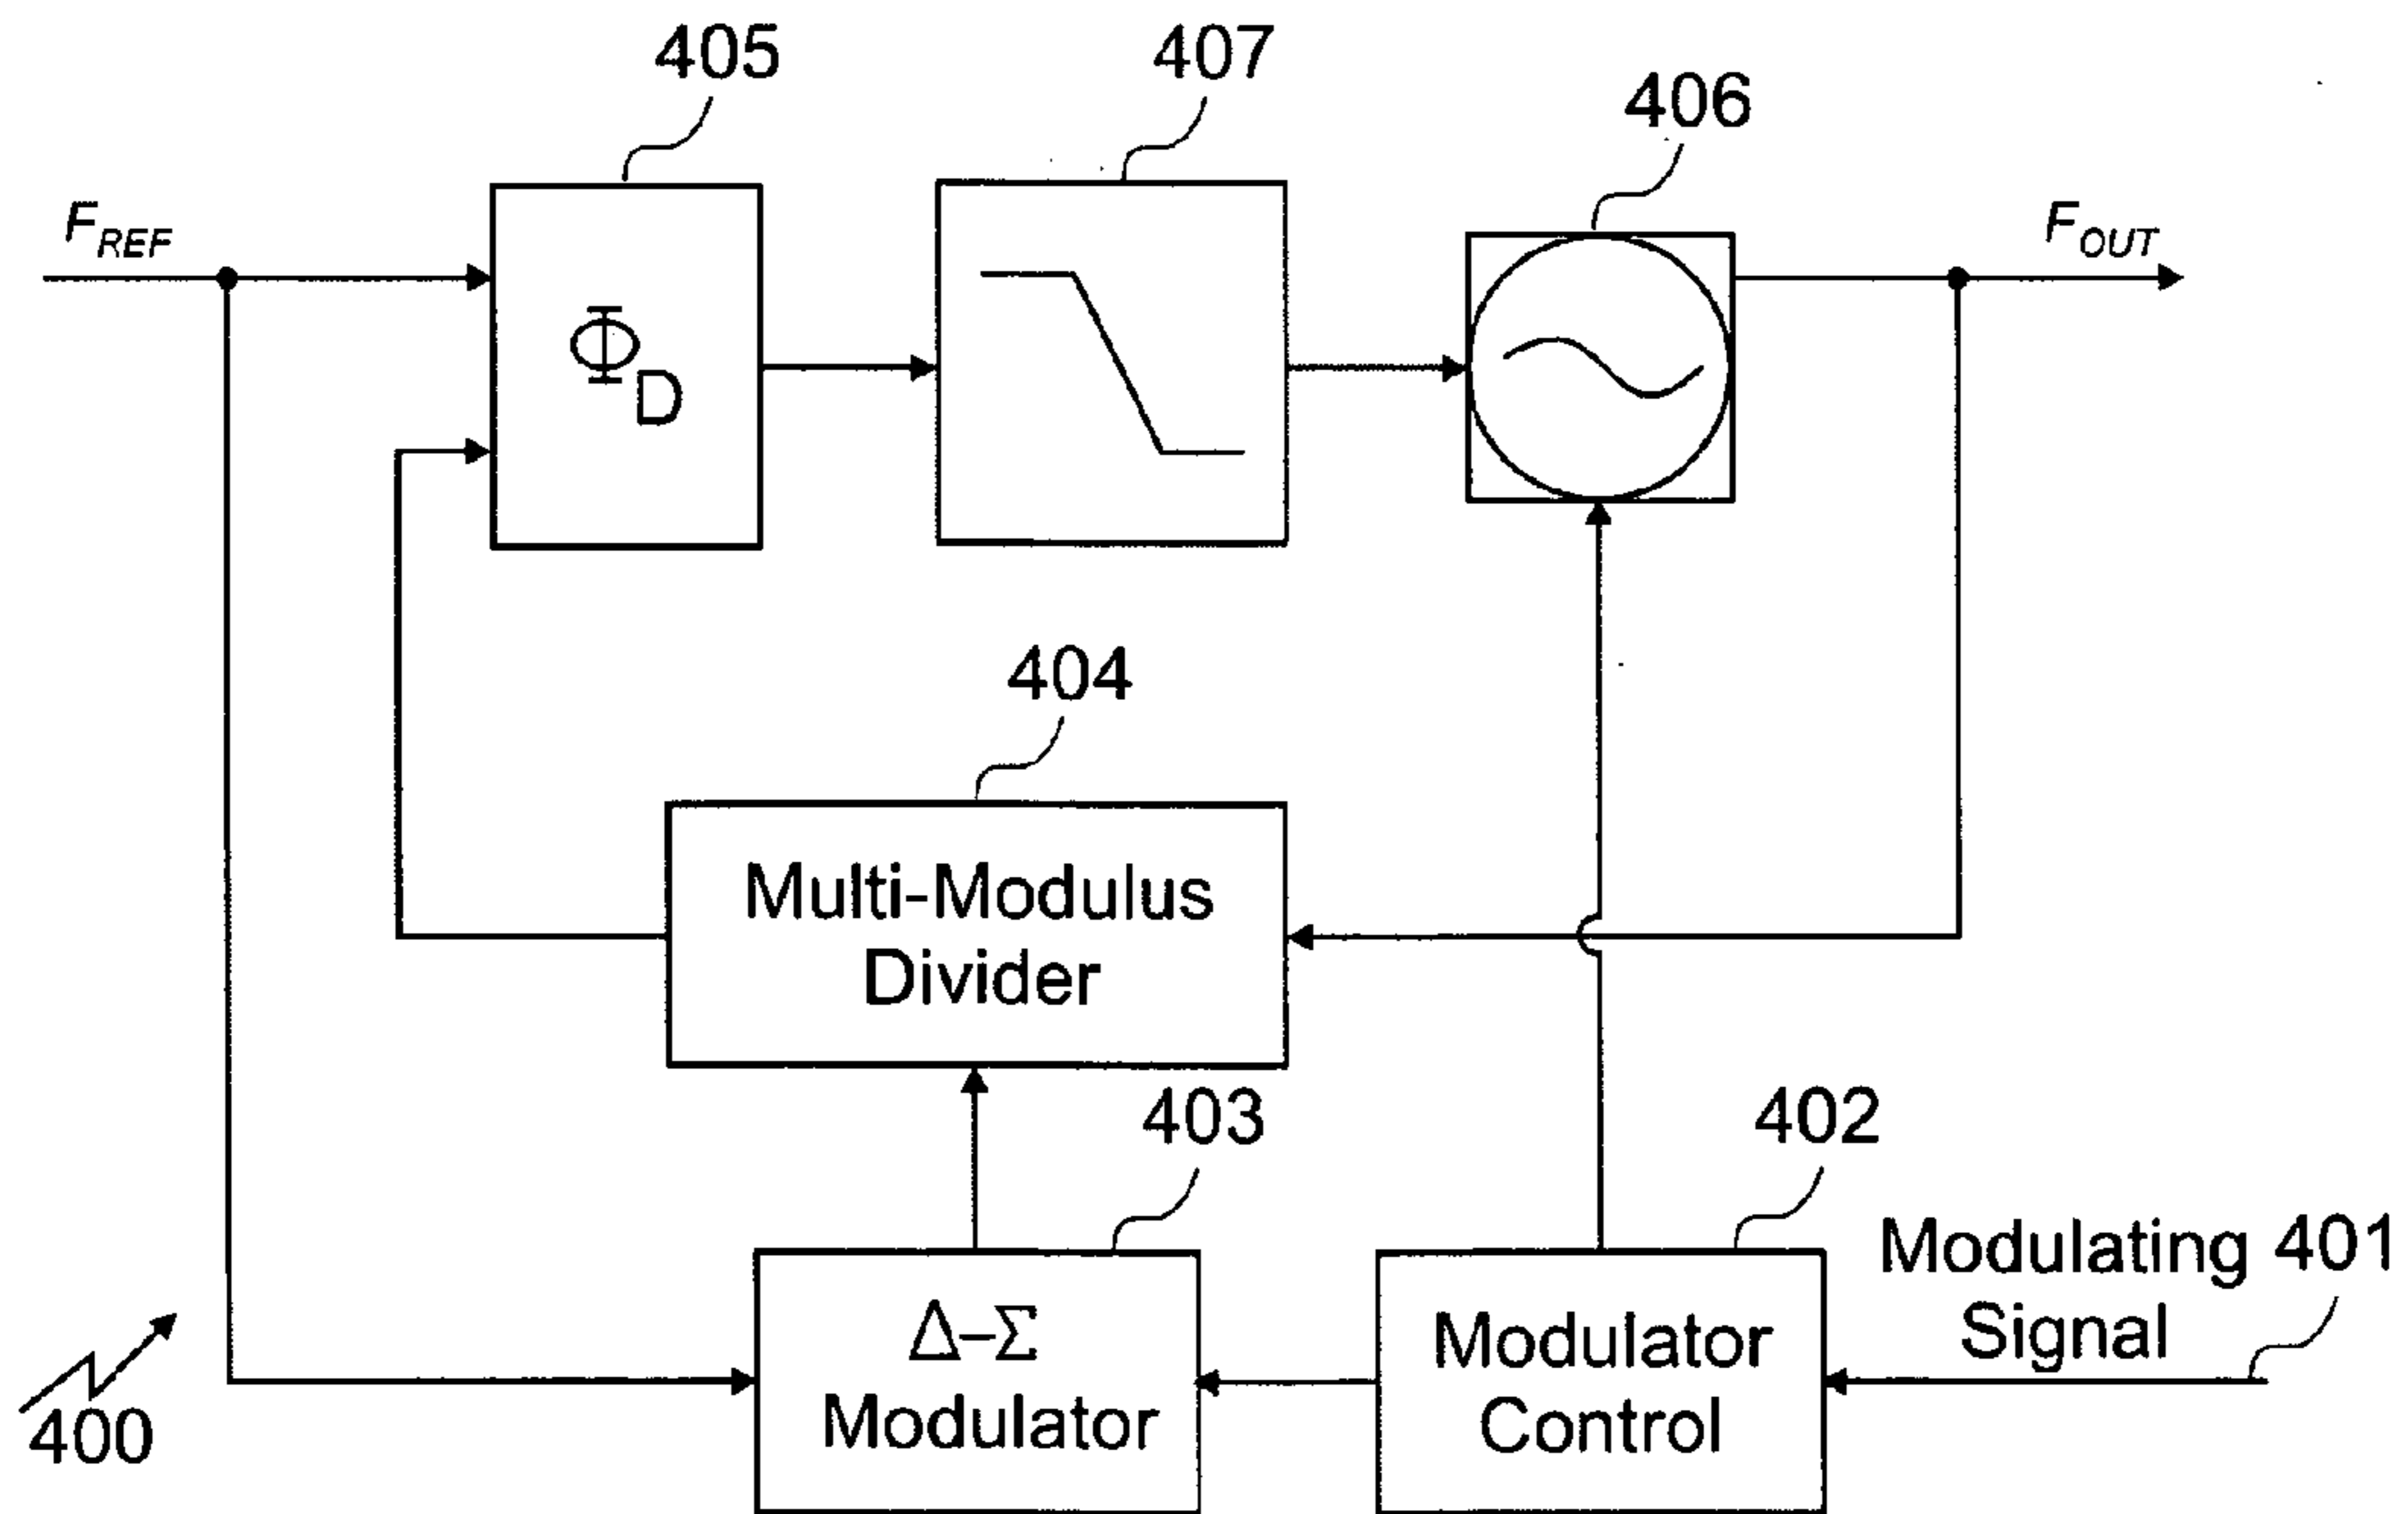 405
407
406
F_REF
F_OUT
Φ_D
404
Multi-Modulus
Divider
403
402
Modulating 401
Signal
Δ–Σ
Modulator
Modulator
Control
400